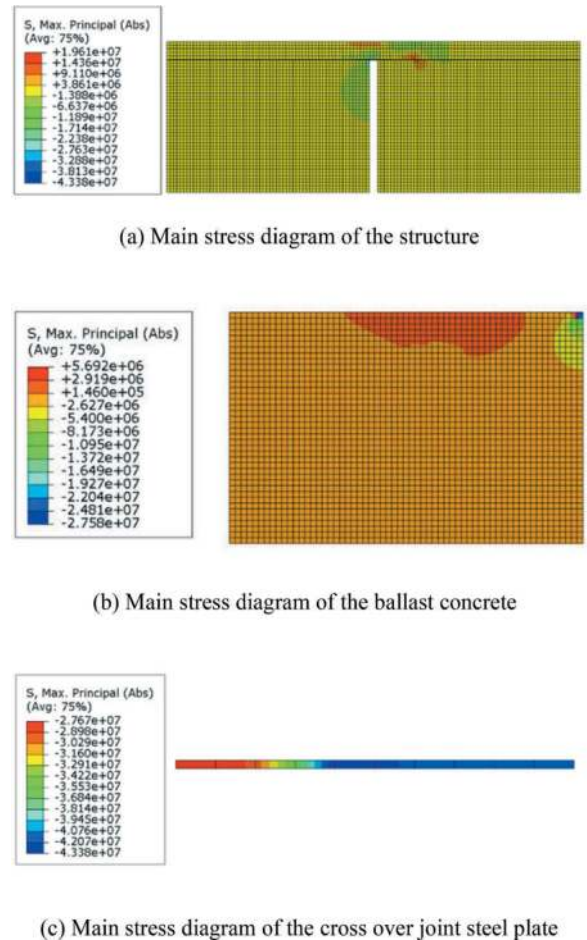 S, Max. Principal (Abs)
(Avg: 75%)
+1.961e+07
+1.436e+07
+9.110e+06
+3.861e+06
-1.388e+06
-6.637e+06
-1.189e+07
-1.714e+07
-2.238e+07
-2.763e+07
-3.288e+07
-3.813e+07
-4.338e+07
(a) Main stress diagram of the structure
S, Max. Principal (Abs)
(Avg: 75%)
+5.692e+06
+2.919e+06
+1.460e+05
-2.627e+06
-5.400e+06
-8.173e+06
-1.095e+07
-1.372e+07
-1.649e+07
-1.927e+07
-2.204e+07
-2.481e+07
-2.758e+07
(b) Main stress diagram of the ballast concrete
S, Max. Principal (Abs)
(Avg: 75%)
-2.767e+07
-2.898e+07
-3.029e+07
-3.160e+07
-3.291e+07
-3.422e+07
-3.553e+07
-3.684e+07
-3.814e+07
-3.945e+07
-4.076e+07
-4.207e+07
-4.338e+07
(c) Main stress diagram of the cross over joint steel plate